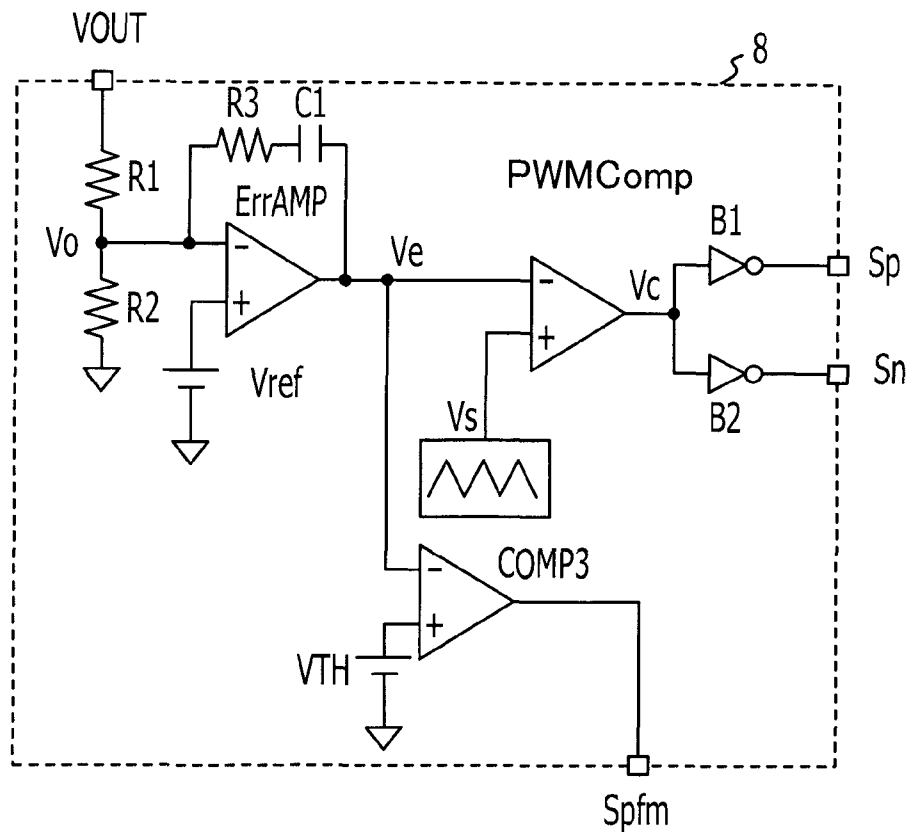 VOUT
8
R3
C1
R1
ErrAMP
PWMComp
Vo
-
Ve
B1
-
Sp
R2
+
Vc
+
Vref
Sn
Vs
B2
COMP3
-
+
VTH
Spfm